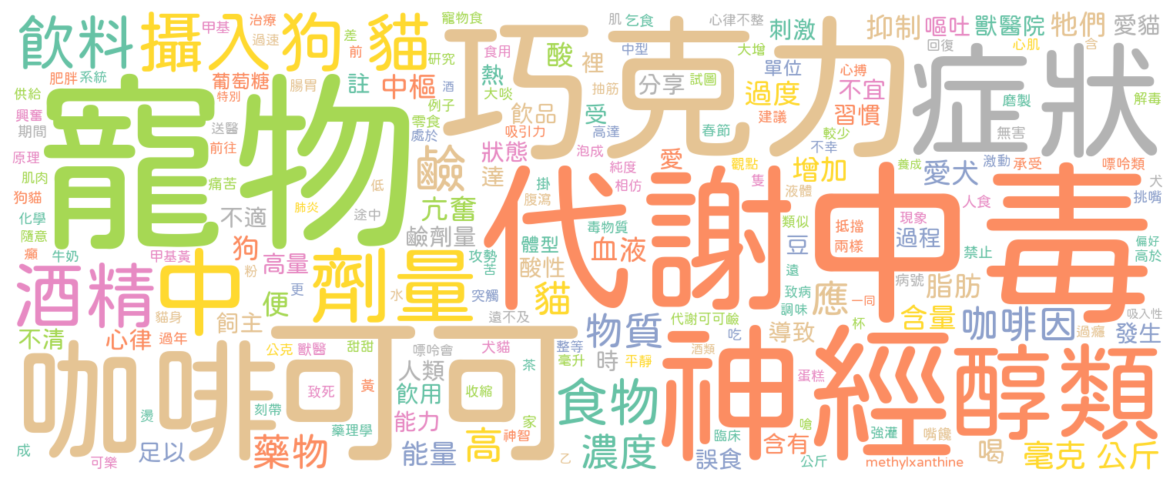 飲料 攝入 狗 貓 甲基 治療 過速 差 前 寵物食 研究 食用 酸 裡 肌 乞食 中型 抽筋 試圖 心律不整 大增 刺激 抑制 嘔吐 獸醫院 牠們 愛貓
肥胖 系統 葡萄糖 特別 腸胃 註 中樞 熱 例子 大啖 分享 單位 心搏 回復 心肌 含
供給 寵物 零食 處於 飲品 受 巧克力 過度 不宜 建議 習慣 症狀 磨製 解毒
興奮 期間 送醫 前往 吸引力 高達 春節 較少 無害
原理 肌肉 痛苦 低 鹼 狀態 達 泡成 純度 相仿 愛 觀點 隻 不幸 增加 養成 愛犬 激動 承受 嘌呤類
狗貓 化學 隨意 不適 肺炎 途中 亢奮 掛 腹瀉 代謝 液體 中毒 犬 挑嘴
癲 牛奶 甲基黃 狗 粉 高量 鹼劑量 攻勢 苦 體型 酸性 毒物質 血液 類似 豆 抵擋 兩樣 現象 過程 人食 禁止 偏好 高於
酒精 中 便 更 劑量 水 突觸 遠不及 貓 遠 致病 調味 應 病號 一同 脂肪
不清 心律 貓身 過年 飼主 物質 代謝可可鹼 導致 杯 含量 咖啡因 過癮 吸入性 發生
咖啡 可可 公克 獸醫 甜甜 嘌呤會 犬貓 人類 整等 毫升 時 平靜 吃 酒類 神經 醇類
致死 黃 飲用 收縮 茶 食物 蛋糕
燙 刻帶 藥理學 能力 神智 家 嗆 強灌 嘴饞
成 可樂 足以 藥物 能量 高 乙 濃度 公斤 誤食 臨床 含有 methylxanthine 喝 毫克 公斤